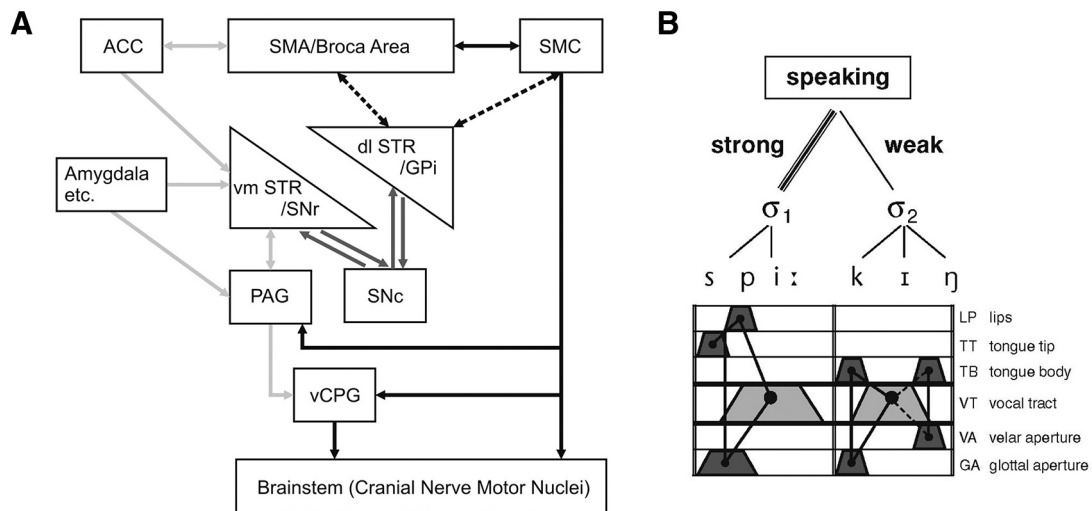 A
ACC
SMA/Broca Area
SMC
dl STR
/GPi
Amygdala
etc.
vm STR
/SNr
PAG
SNc
vCPG
Brainstem (Cranial Nerve Motor Nuclei)
B
speaking
strong
weak
σ1
σ2
s p iː k ɪ ŋ
LP lips
TT tongue tip
TB tongue body
VT vocal tract
VA velar aperture
GA glottal aperture